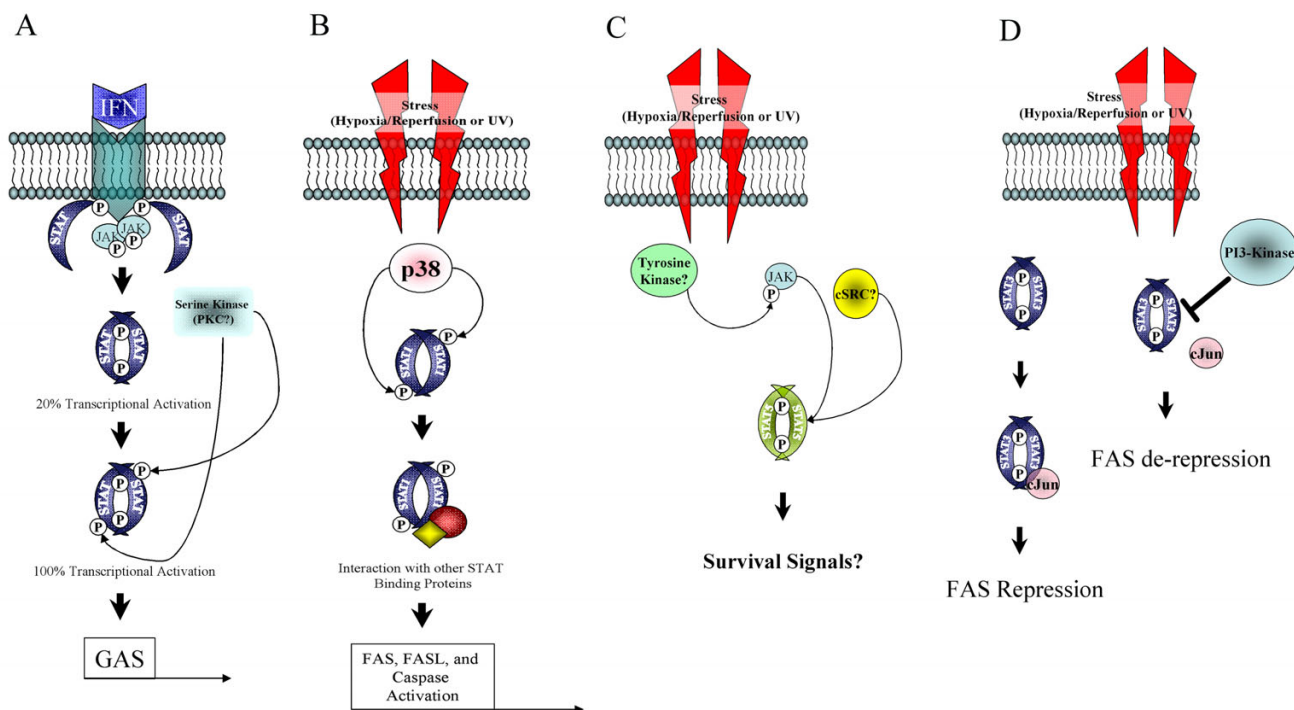 A
IFN
P
P
STAT
STAT
JAK
JAK
P
P
Serine Kinase
(PKC?)
STAT
STAT
P
P
20% Transcriptional Activation
STAT
STAT
P
P
P
P
100% Transcriptional Activation
GAS
B
Stress
(Hypoxia/Reperfusion or UV)
p38
STAT1
STAT1
P
P
STAT1
STAT1
P
P
Interaction with other STAT
Binding Proteins
FAS, FASL, and
Caspase
Activation
C
Stress
(Hypoxia/Reperfusion or UV)
Tyrosine
Kinase?
JAK
P
cSRC?
STAT5
STAT5
P
P
Survival Signals?
D
Stress
(Hypoxia/Reperfusion or UV)
PI3-Kinase
STAT3
STAT3
P
P
STAT3
STAT3
P
P
cJun
STAT3
STAT3
P
P
cJun
FAS de-repression
FAS Repression